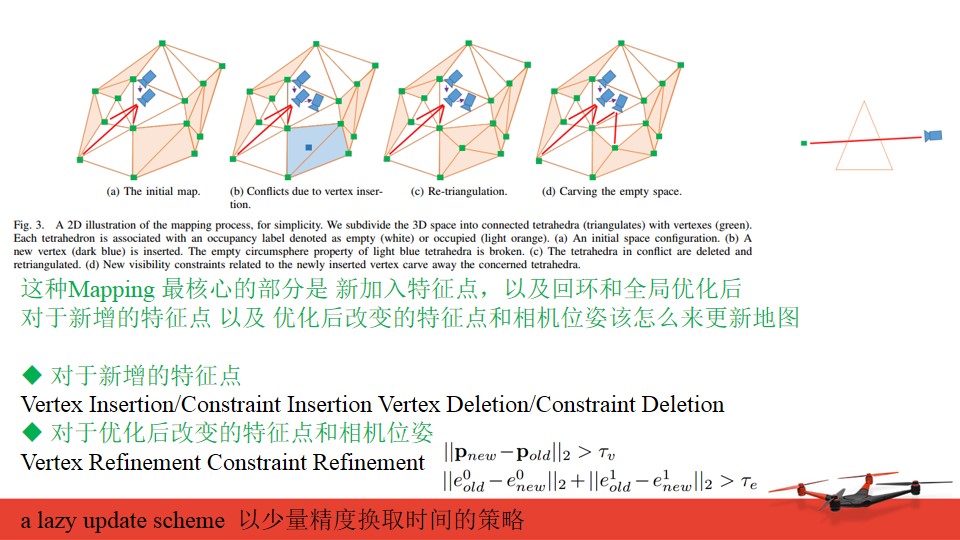 (a) The initial map.
(b) Conflicts due to vertex inser-
tion.
(c) Re-triangulation.
(d) Carving the empty space.
Fig. 3. A 2D illustration of the mapping process, for simplicity. We subdivide the 3D space into connected tetrahedra (triangulates) with vertexes (green).
Each tetrahedron is associated with an occupancy label denoted as empty (white) or occupied (light orange). (a) An initial space configuration. (b) A
new vertex (dark blue) is inserted. The empty circumsphere property of light blue tetrahedra is broken. (c) The tetrahedra in conflict are deleted and
retriangulated. (d) New visibility constraints related to the newly inserted vertex carve away the concerned tetrahedra.
这种Mapping 最核心的部分是 新加入特征点，以及回环和全局优化后
对于新增的特征点 以及 优化后改变的特征点和相机位姿该怎么来更新地图
◆ 对于新增的特征点
Vertex Insertion/Constraint Insertion Vertex Deletion/Constraint Deletion
◆ 对于优化后改变的特征点和相机位姿
Vertex Refinement Constraint Refinement
||p_{new} − p_{old}||_2 > τ_v
||e^0_{old} − e^0_{new}||_2 + ||e^1_{old} − e^1_{new}||_2 > τ_e
a lazy update scheme 以少量精度换取时间的策略